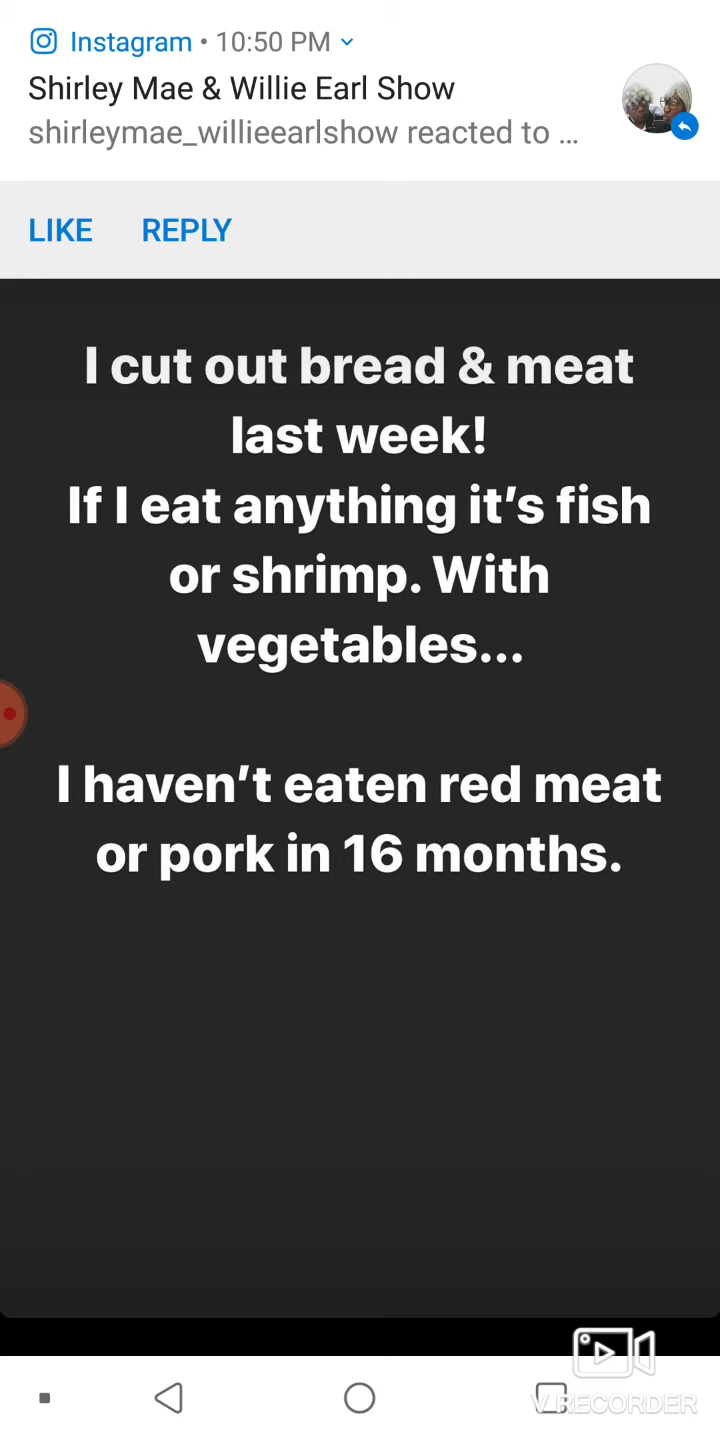 Instagram • 10:50 PM
Shirley Mae & Willie Earl Show
shirleymae_willieearlshow reacted to ...
LIKE REPLY
I cut out bread & meat
last week!
If I eat anything it’s fish
or shrimp. With
vegetables...
I haven’t eaten red meat
or pork in 16 months.
V.RECORDER